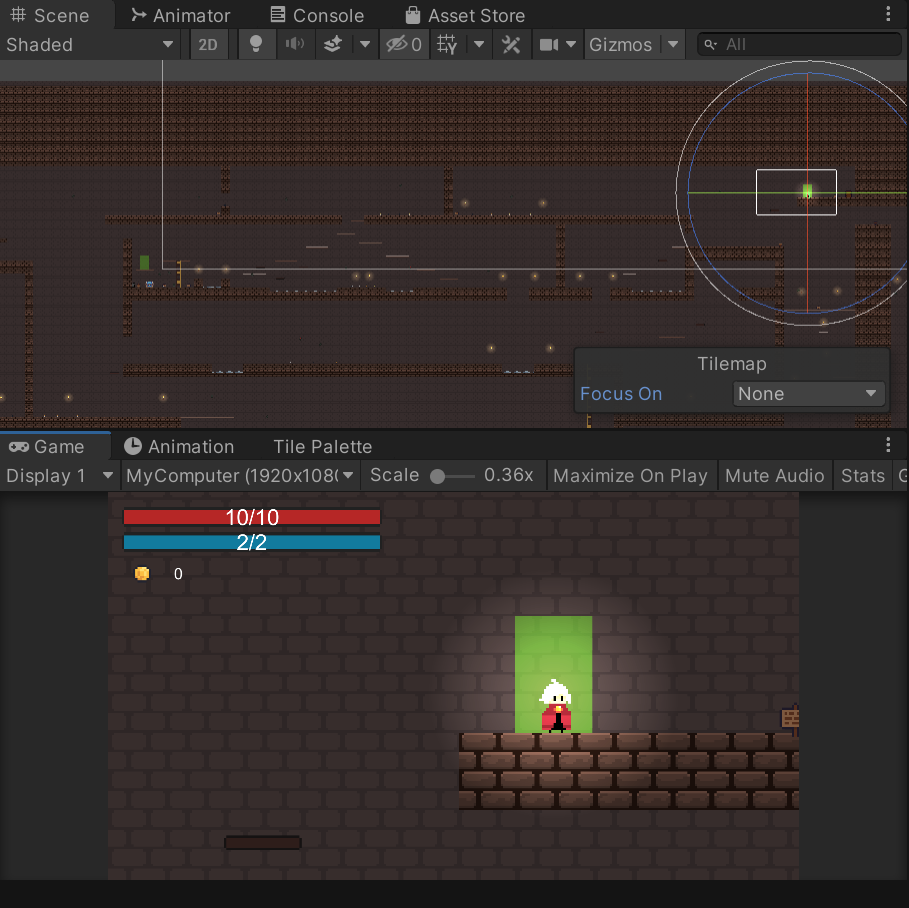 Scene Animator Console Asset Store
Shaded 2D 0 Gizmos All
Tilemap
Focus On None
Game Animation Tile Palette
Display 1 MyComputer (1920x1080( Scale 0.36x Maximize On Play Mute Audio Stats G
10/10
2/2
0